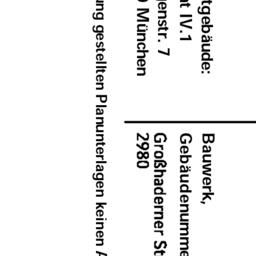 tgebäude:
t IV.1
enstr. 7
München
Bauwerk,
Gebäudenumme
Großhaderner St
2980
ng gestellten Planunterlagen keinen A